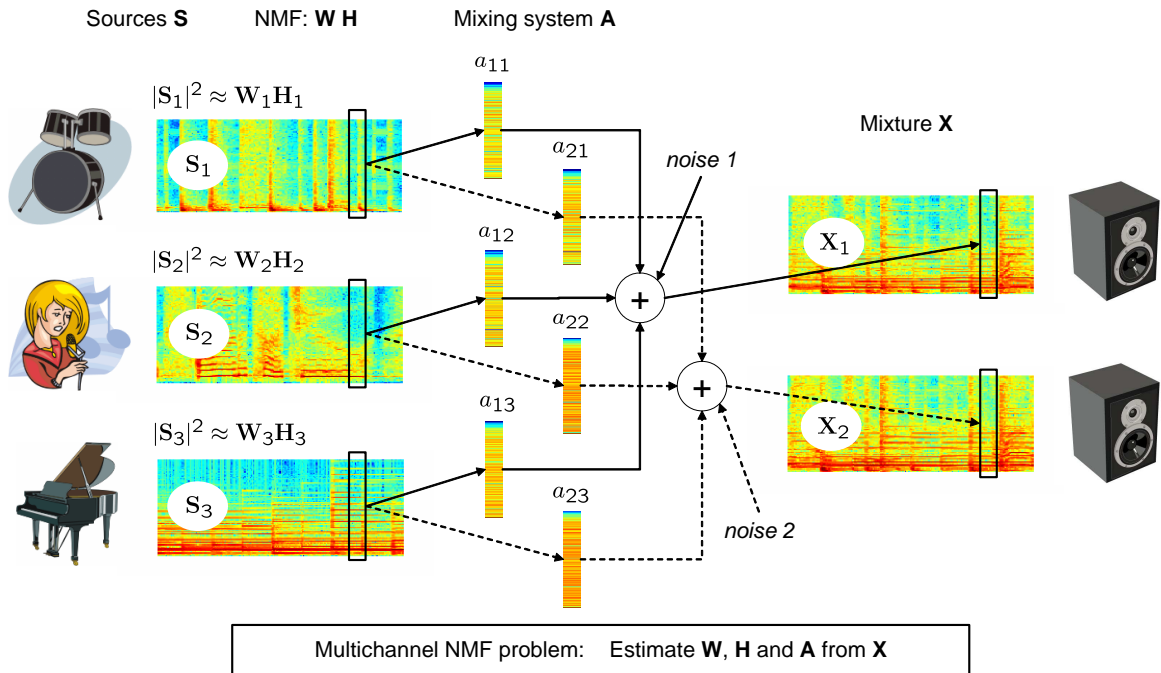 Sources S NMF: W H Mixing system A
a₁₁
|S₁|² ≈ W₁H₁
Mixture X
S₁
a₂₁
noise 1
X₁
a₁₂
|S₂|² ≈ W₂H₂
+
S₂
a₂₂
+
a₁₃
X₂
|S₃|² ≈ W₃H₃
S₃
a₂₃
noise 2
Multichannel NMF problem: Estimate W, H and A from X